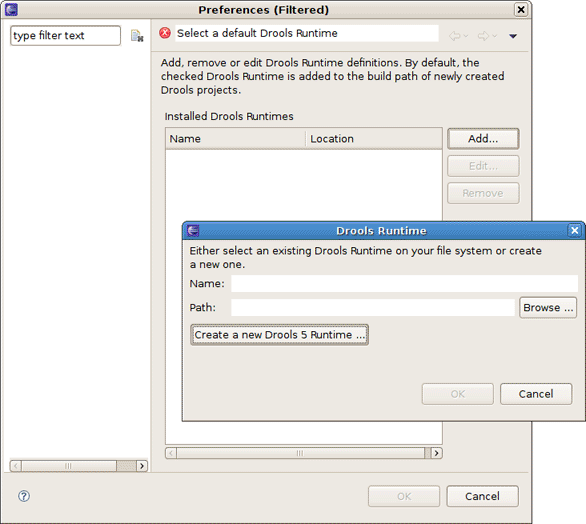 Preferences (Filtered)
type filter text
Select a default Drools Runtime
Add, remove or edit Drools Runtime definitions. By default, the
checked Drools Runtime is added to the build path of newly created
Drools projects.
Installed Drools Runtimes
Name Location
Add...
Edit...
Remove
Drools Runtime
Either select an existing Drools Runtime on your file system or create
a new one.
Name:
Path: Browse ...
Create a new Drools 5 Runtime ...
OK Cancel
? OK Cancel